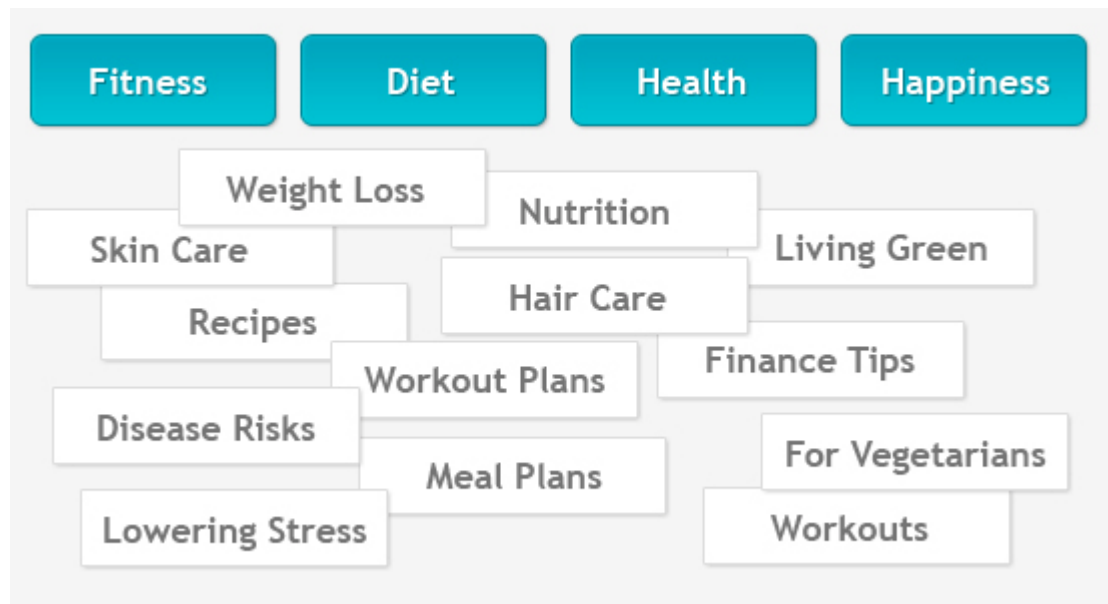 Fitness
Diet
Health
Happiness
Weight Loss
Nutrition
Skin Care
Living Green
Hair Care
Recipes
Finance Tips
Workout Plans
Disease Risks
For Vegetarians
Meal Plans
Lowering Stress
Workouts